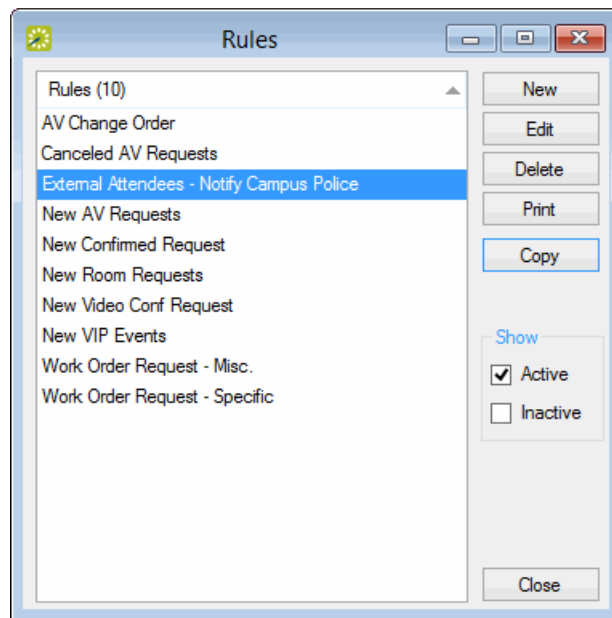 Rules
Rules (10)
AV Change Order
Canceled AV Requests
External Attendees - Notify Campus Police
New AV Requests
New Confirmed Request
New Room Requests
New Video Conf Request
New VIP Events
Work Order Request - Misc.
Work Order Request - Specific
New
Edit
Delete
Print
Copy
Show
Active
Inactive
Close